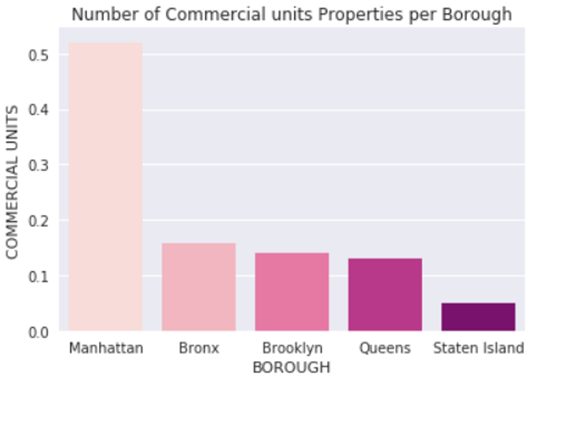 Number of Commercial units Properties per Borough
COMMERCIAL UNITS
0.5
0.4
0.3
0.2
0.1
0.0
Manhattan Bronx Brooklyn Queens Staten Island
BOROUGH